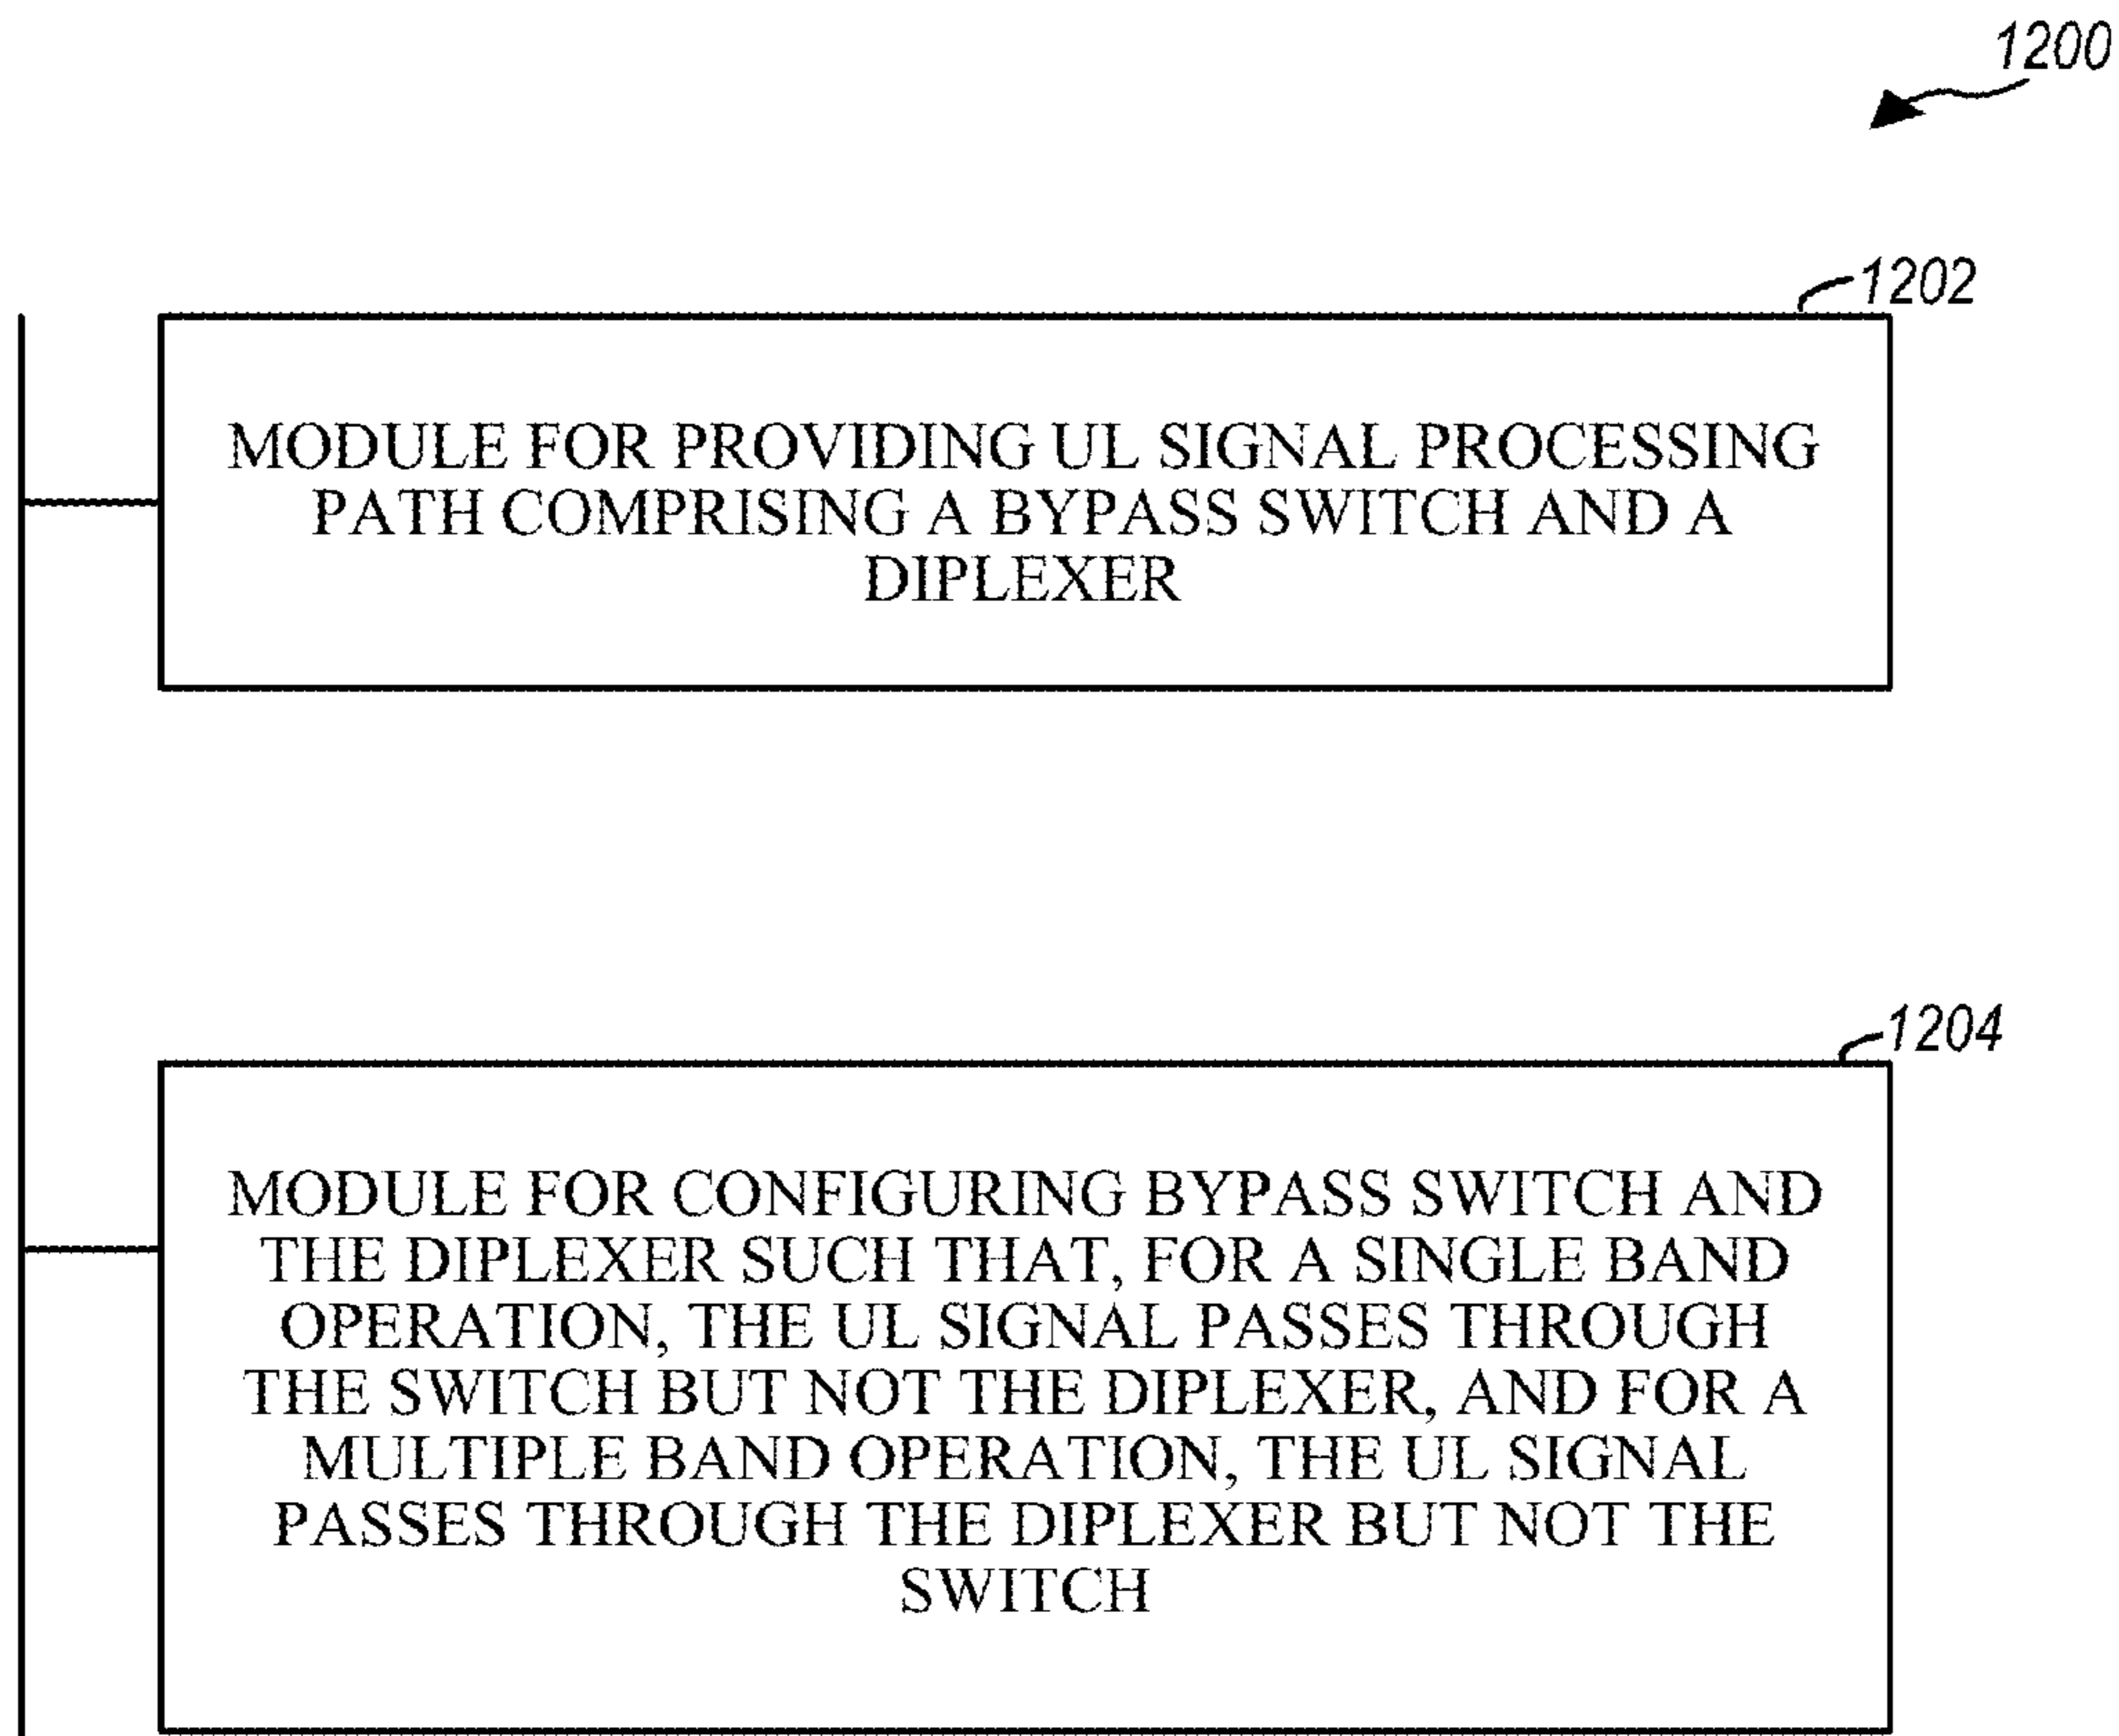 1200
1202
MODULE FOR PROVIDING UL SIGNAL PROCESSING
PATH COMPRISING A BYPASS SWITCH AND A
DIPLEXER
1204
MODULE FOR CONFIGURING BYPASS SWITCH AND
THE DIPLEXER SUCH THAT, FOR A SINGLE BAND
OPERATION, THE UL SIGNAL PASSES THROUGH
THE SWITCH BUT NOT THE DIPLEXER, AND FOR A
MULTIPLE BAND OPERATION, THE UL SIGNAL
PASSES THROUGH THE DIPLEXER BUT NOT THE
SWITCH